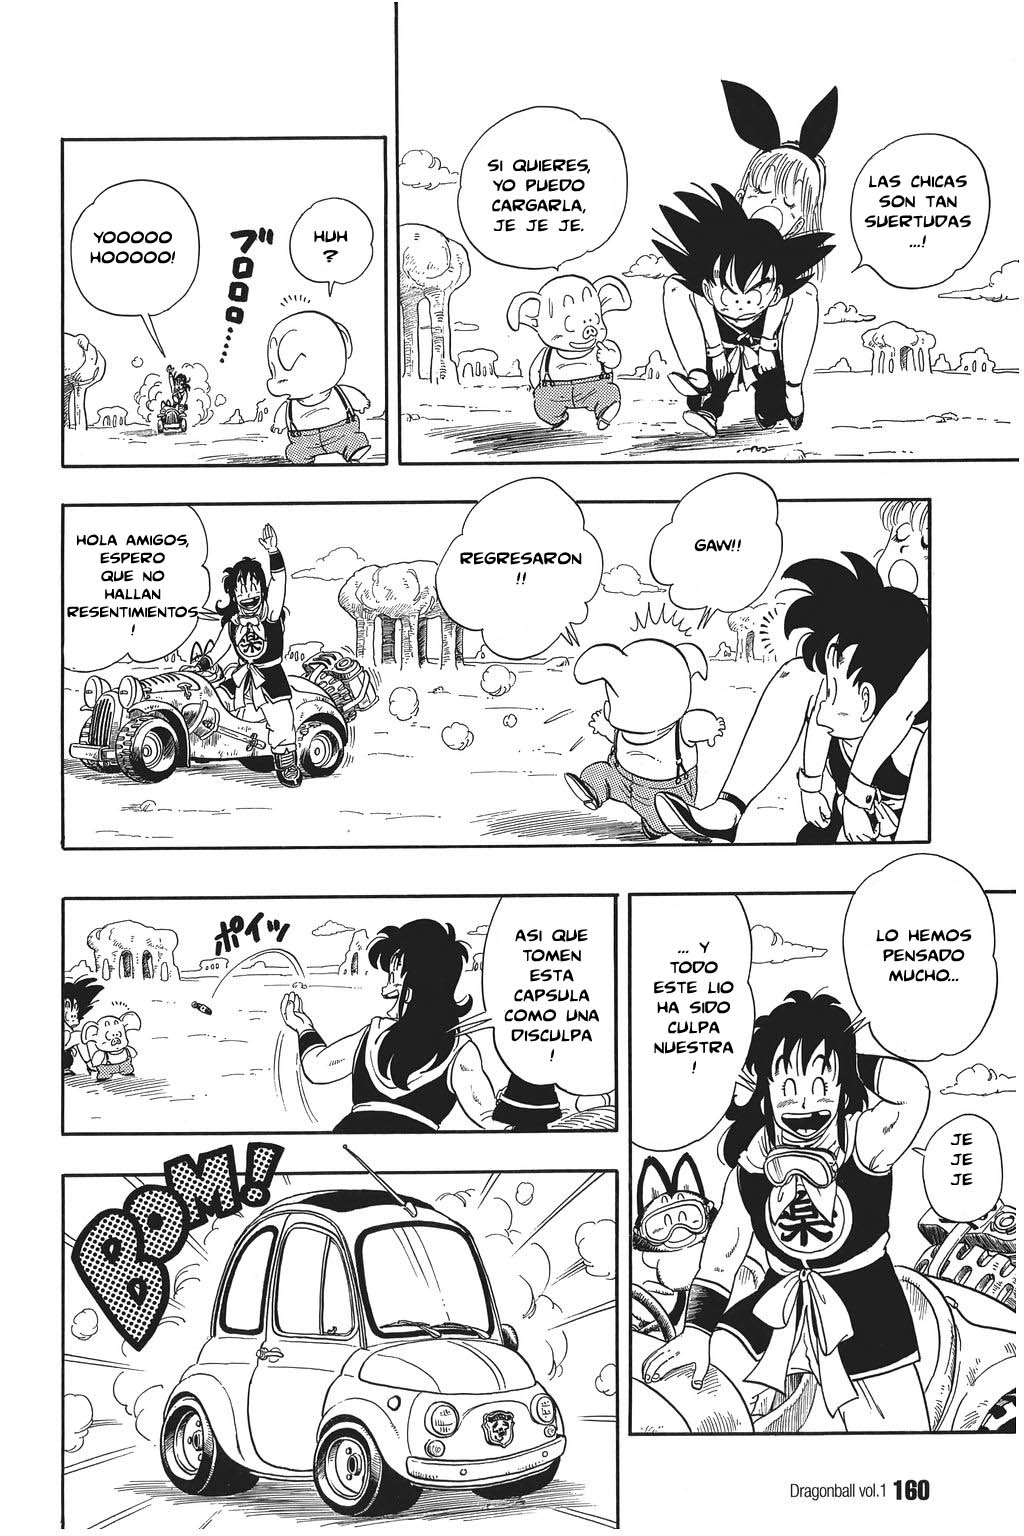 LAS CHICAS
SON TAN
SUERTUDAS
...!
SI QUIERES,
YO PUEDO
CARGARLA,
JE JE JE.
HUH
?
ブロロロ...
YOOOOO
HOOOOO!
GAW!!
REGRESARON
!!
HOLA AMIGOS,
ESPERO
QUE NO
HALLAN
RESENTIMIENTOS
!
LO HEMOS
PENSADO
MUCHO...
... Y
TODO
ESTE LIO
HA SIDO
CULPA
NUESTRA
!
JE
JE
JE
樂
ASI QUE
TOMEN
ESTA
CAPSULA
COMO UNA
DISCULPA
!
ポイッ
BOM!
Dragonball vol.1 160